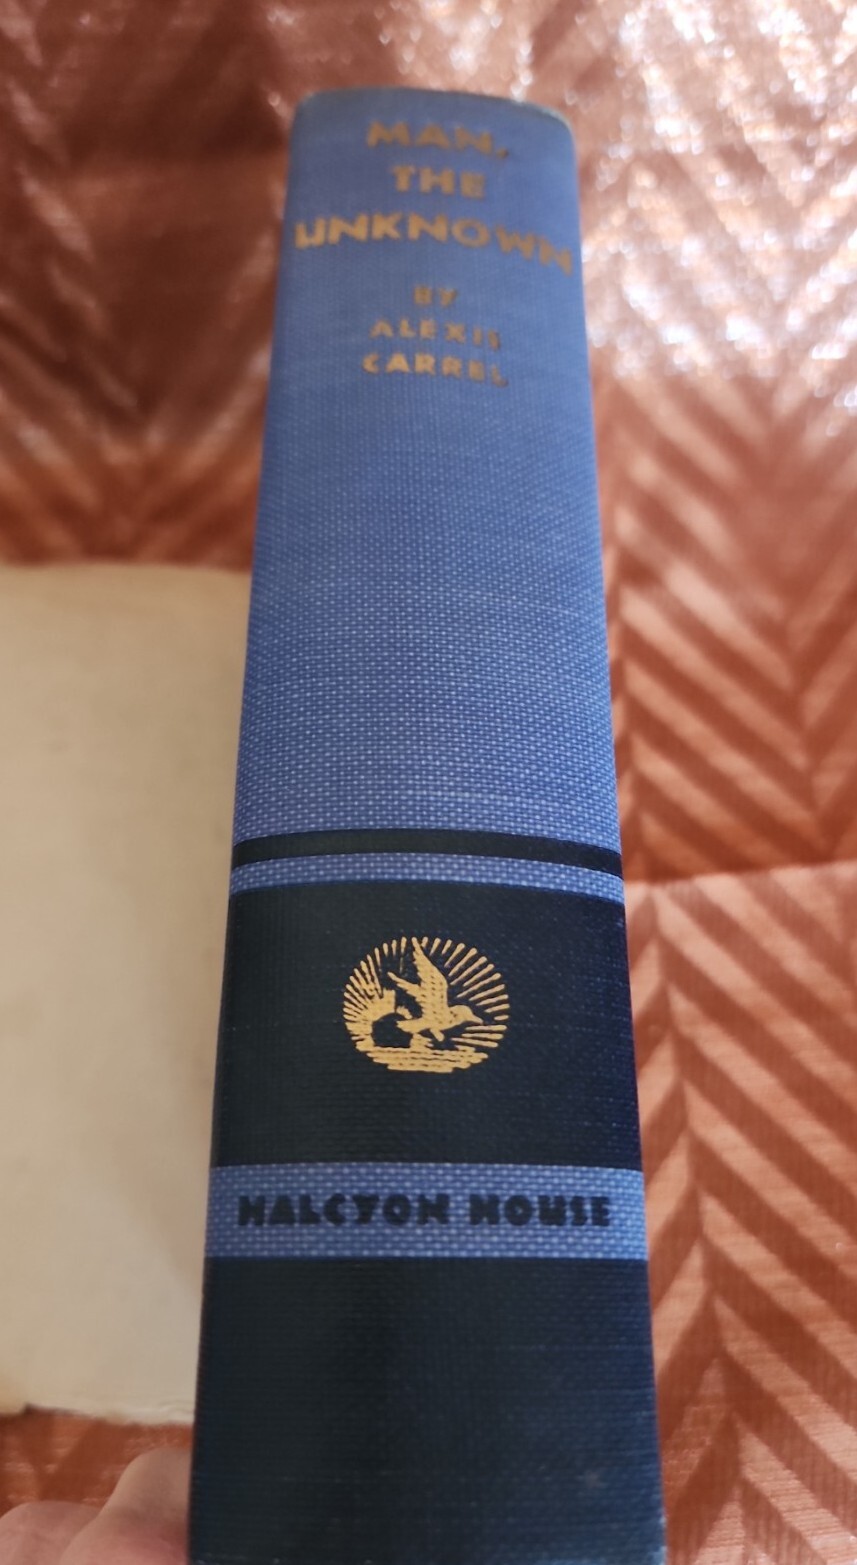 MAN,
THE
UNKNOWN
BY
ALEXIS
CARREL
HALCYON HOUSE